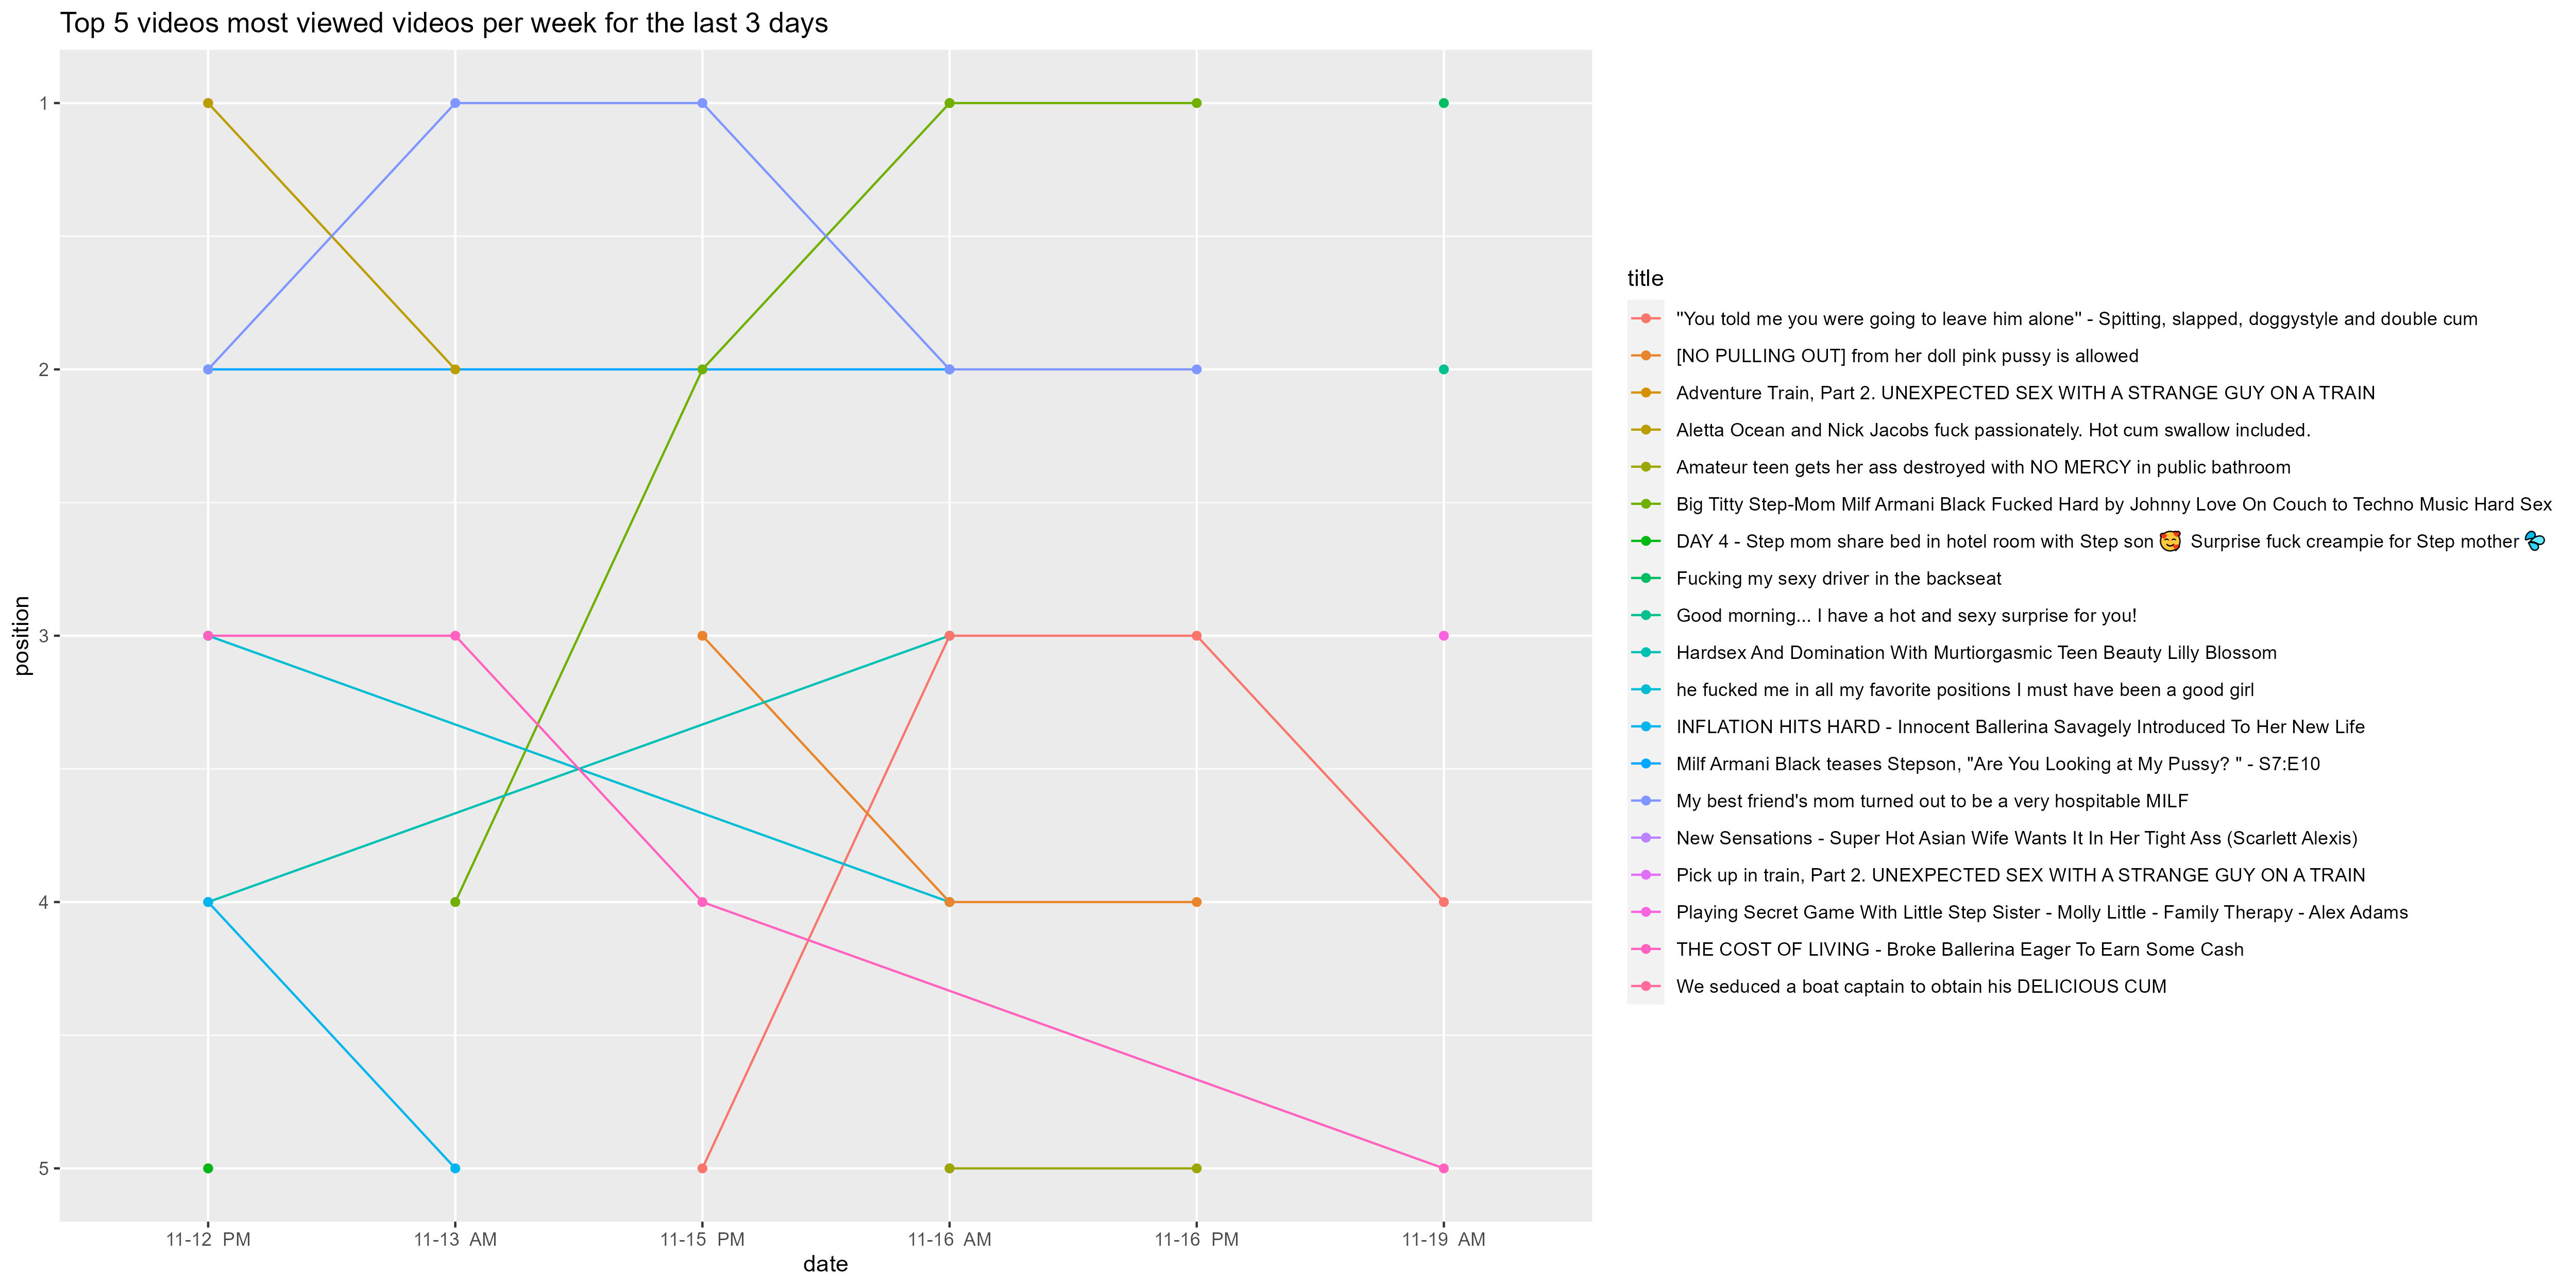 Top 5 videos most viewed videos per week for the last 3 days
position
1
2
3
4
5
11-12 PM
11-13 AM
11-15 PM
11-16 AM
11-16 PM
11-19 AM
date
title
"You told me you were going to leave him alone" - Spitting, slapped, doggystyle and double cum
[NO PULLING OUT] from her doll pink pussy is allowed
Adventure Train, Part 2. UNEXPECTED SEX WITH A STRANGE GUY ON A TRAIN
Aletta Ocean and Nick Jacobs fuck passionately. Hot cum swallow included.
Amateur teen gets her ass destroyed with NO MERCY in public bathroom
Big Titty Step-Mom Milf Armani Black Fucked Hard by Johnny Love On Couch to Techno Music Hard Sex
DAY 4 - Step mom share bed in hotel room with Step son 🥰 Surprise fuck creampie for Step mother 💦
Fucking my sexy driver in the backseat
Good morning... I have a hot and sexy surprise for you!
Hardsex And Domination With Murtiorgasmic Teen Beauty Lilly Blossom
he fucked me in all my favorite positions I must have been a good girl
INFLATION HITS HARD - Innocent Ballerina Savagely Introduced To Her New Life
Milf Armani Black teases Stepson, "Are You Looking at My Pussy? " - S7:E10
My best friend's mom turned out to be a very hospitable MILF
New Sensations - Super Hot Asian Wife Wants It In Her Tight Ass (Scarlett Alexis)
Pick up in train, Part 2. UNEXPECTED SEX WITH A STRANGE GUY ON A TRAIN
Playing Secret Game With Little Step Sister - Molly Little - Family Therapy - Alex Adams
THE COST OF LIVING - Broke Ballerina Eager To Earn Some Cash
We seduced a boat captain to obtain his DELICIOUS CUM